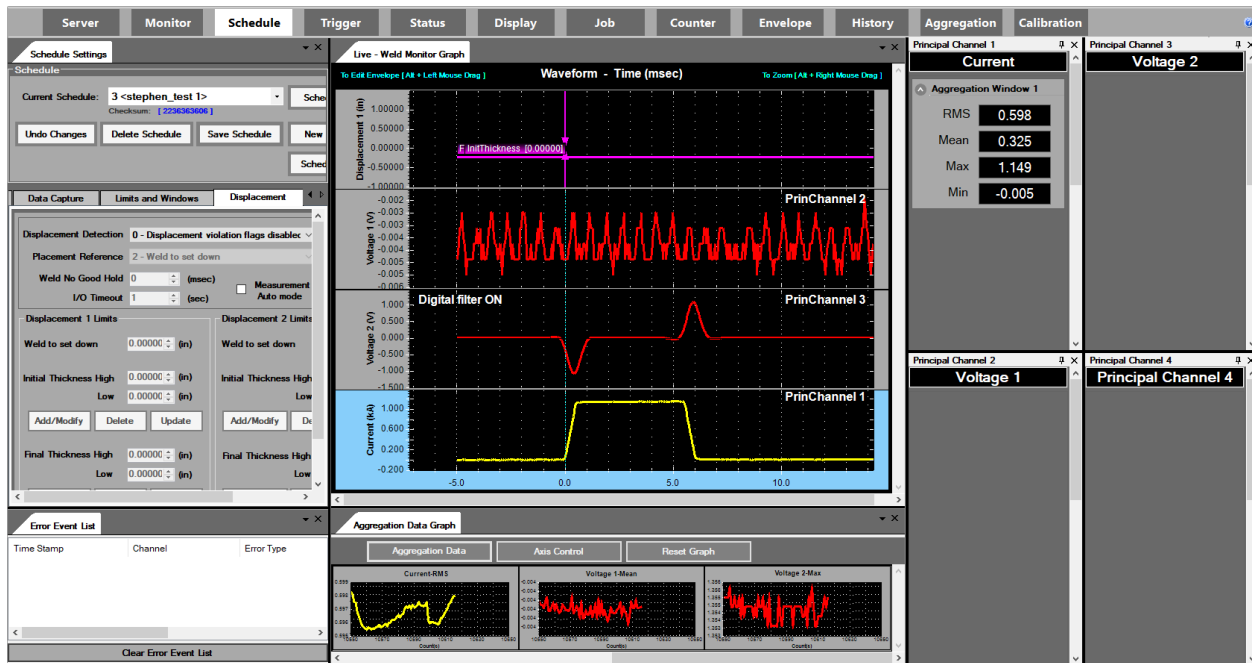 Server Monitor Schedule Trigger Status Display Job Counter Envelope History Aggregation Calibration
Schedule Settings
Schedule
Current Schedule: 3 <stephen_test 1> Sche
Checksum: [ 2236363606 ]
Undo Changes Delete Schedule Save Schedule New
Sched
Data Capture Limits and Windows Displacement
Displacement Detection 0 - Displacement violation flags disablec
Placement Reference 2 - Weld to set down
Weld No Good Hold 0 (msec)
I/O Timeout 1 (sec)
Measurement
Auto mode
Displacement 1 Limits Displacement 2 Limits
Weld to set down 0.00000 (in) Weld to set down
Initial Thickness High 0.00000 (in) Initial Thickness High
Low 0.00000 (in) Low
Add/Modify Delete Update Add/Modify De
Final Thickness High 0.00000 (in) Final Thickness High
Low 0.00000 (in) Low
Error Event List
Time Stamp Channel Error Type
Clear Error Event List
Live - Weld Monitor Graph
To Edit Envelope [ Alt + Left Mouse Drag ] Waveform - Time (msec) To Zoom [ Alt + Right Mouse Drag ]
Displacement 1 (in)
1.00000
0.50000
0.00000
-0.50000
-1.00000
F InitThickness [0.00000]
Voltage 1 (V)
-0.002
-0.003
-0.004
-0.004
-0.005
-0.006
PrinChannel 2
Voltage 2 (V)
1.000
0.500
0.000
-0.500
-1.000
-1.500
Digital filter ON PrinChannel 3
Current (kA)
1.000
0.600
0.200
-0.200
PrinChannel 1
-5.0 0.0 5.0 10.0
Aggregation Data Graph
Aggregation Data Axis Control Reset Graph
Current-RMS
Count(s)
Voltage 1-Mean
Count(s)
Voltage 2-Max
Count(s)
Principal Channel 1
Current
Aggregation Window 1
RMS 0.598
Mean 0.325
Max 1.149
Min -0.005
Principal Channel 3
Voltage 2
Principal Channel 2
Voltage 1
Principal Channel 4
Principal Channel 4